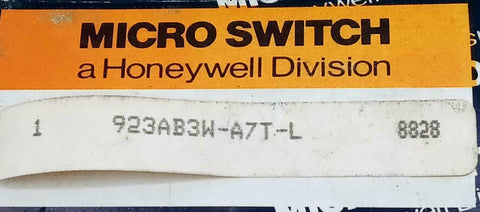 MICRO SWITCH
a Honeywell Division
1 923AB3W-A7T-L 8828